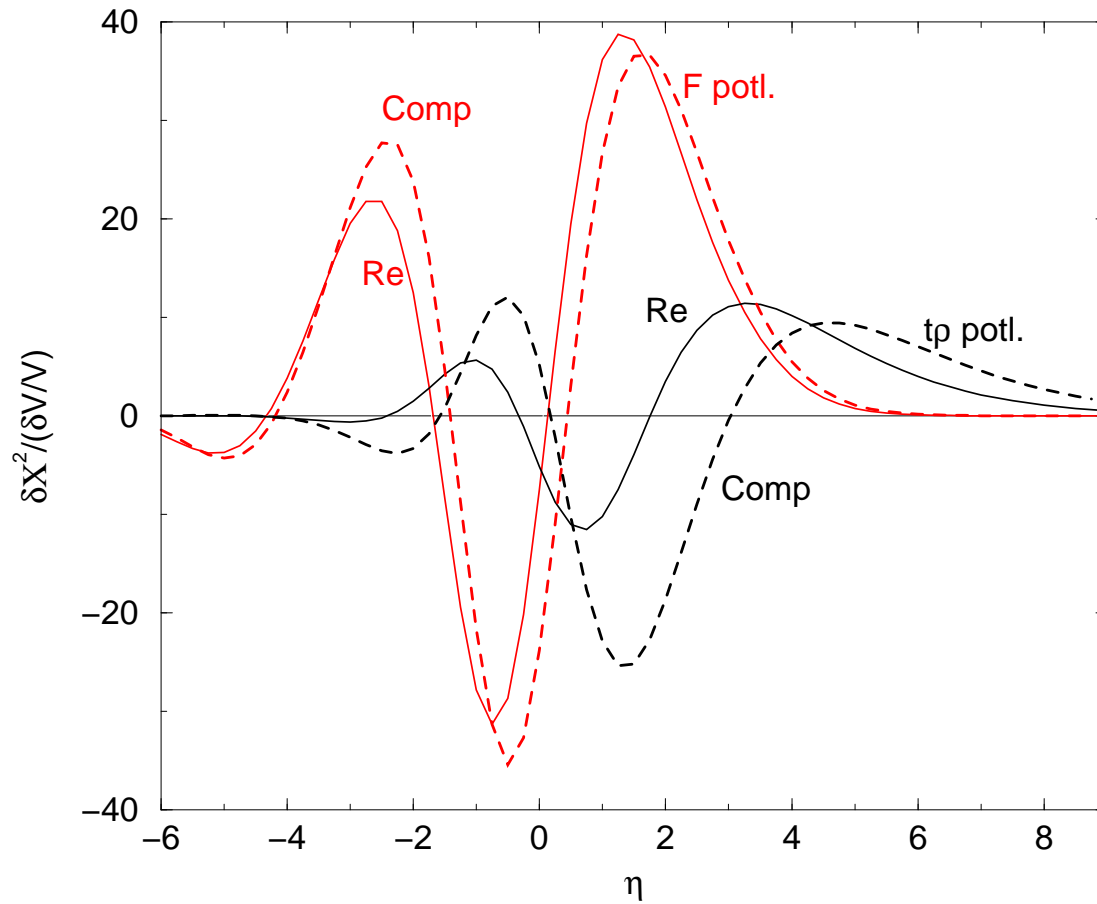 40
F potl.
Comp
20
Re
Re
tρ potl.
0
Comp
−20
−40
−6 −4 −2 0 2 4 6 8
η
δX²/(δV/V)